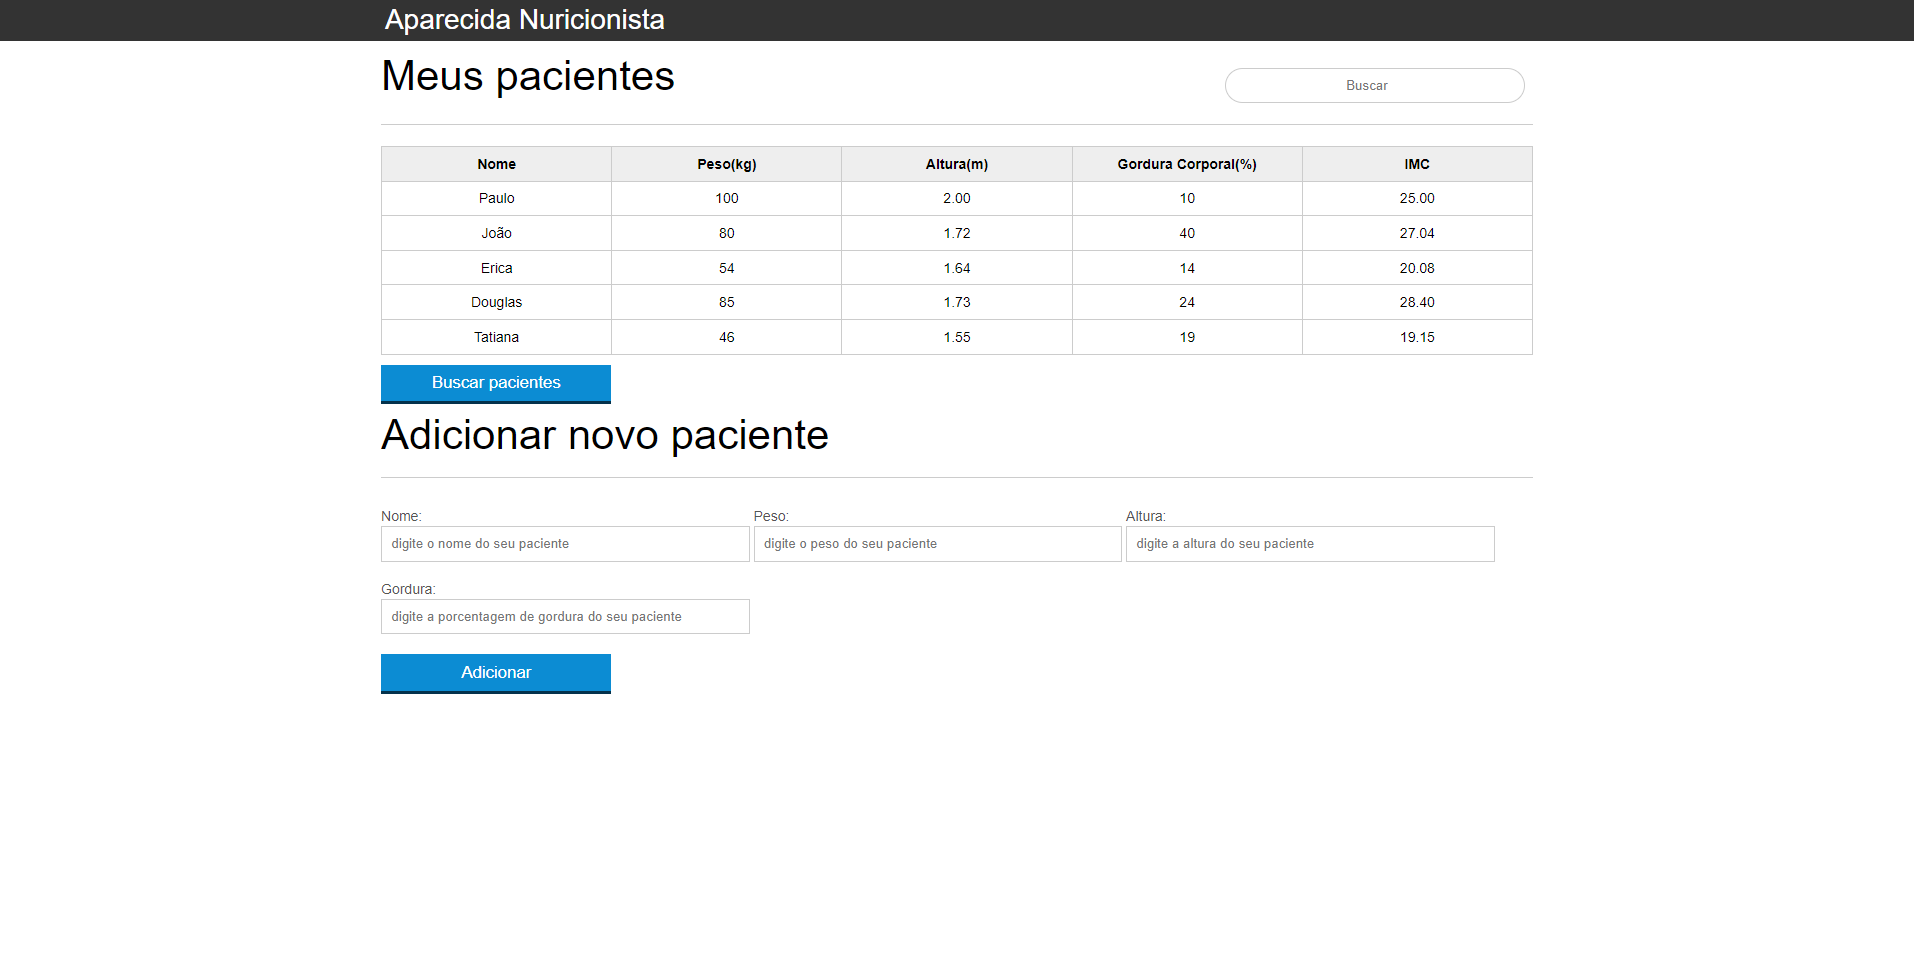 Aparecida Nuricionista
Meus pacientes
Buscar
Nome Peso(kg) Altura(m) Gordura Corporal(%) IMC
Paulo 100 2.00 10 25.00
João 80 1.72 40 27.04
Erica 54 1.64 14 20.08
Douglas 85 1.73 24 28.40
Tatiana 46 1.55 19 19.15
Buscar pacientes
Adicionar novo paciente
Nome: Peso: Altura:
digite o nome do seu paciente digite o peso do seu paciente digite a altura do seu paciente
Gordura:
digite a porcentagem de gordura do seu paciente
Adicionar